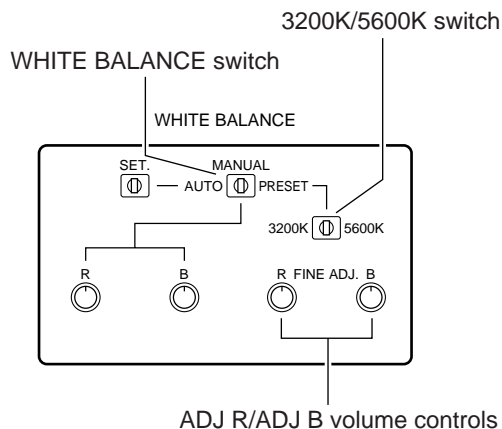 3200K/5600K switch
WHITE BALANCE switch
WHITE BALANCE
SET. MANUAL
AUTO PRESET
3200K 5600K
R B R FINE ADJ. B
ADJ R/ADJ B volume controls